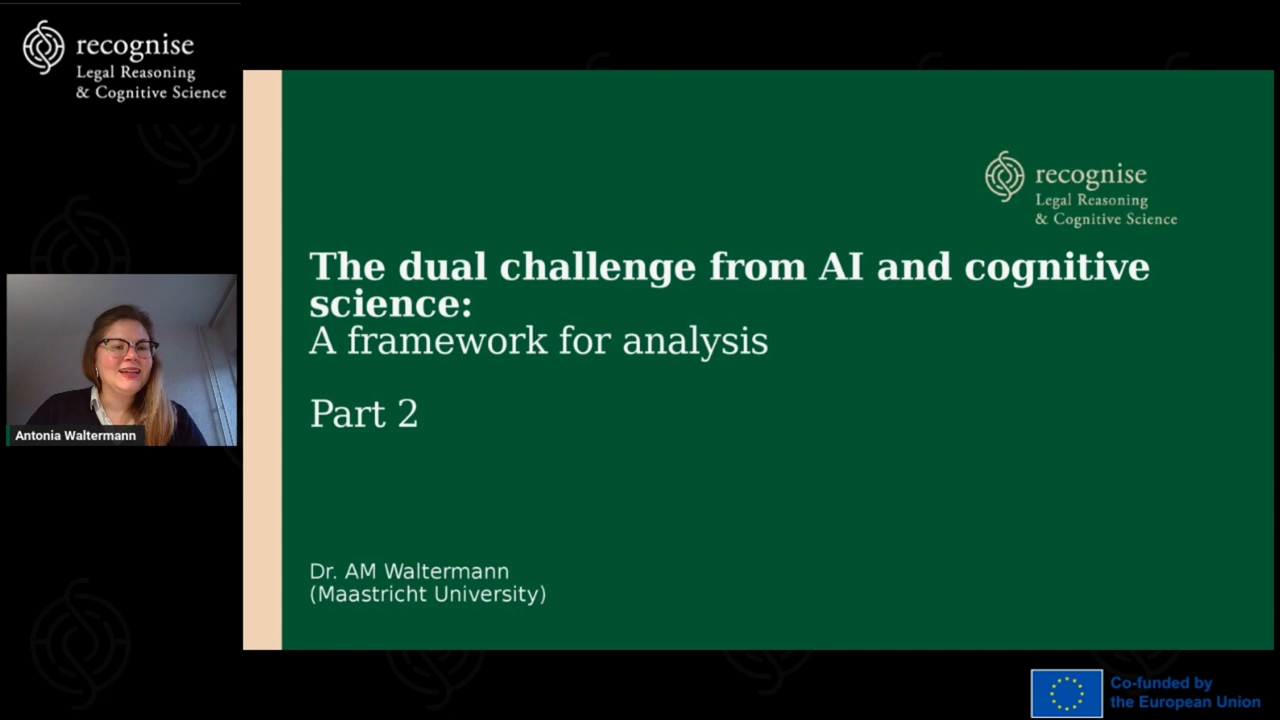 recognise
Legal Reasoning
& Cognitive Science
recognise
Legal Reasoning
& Cognitive Science
The dual challenge from AI and cognitive
science:
A framework for analysis
Part 2
Antonia Waltermann
Dr. AM Waltermann
(Maastricht University)
Co-funded by
the European Union